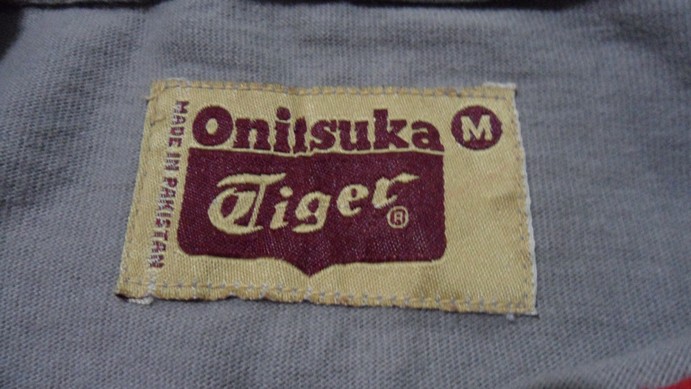 Onitsuka M
Tiger ®
MADE IN PAKISTAN